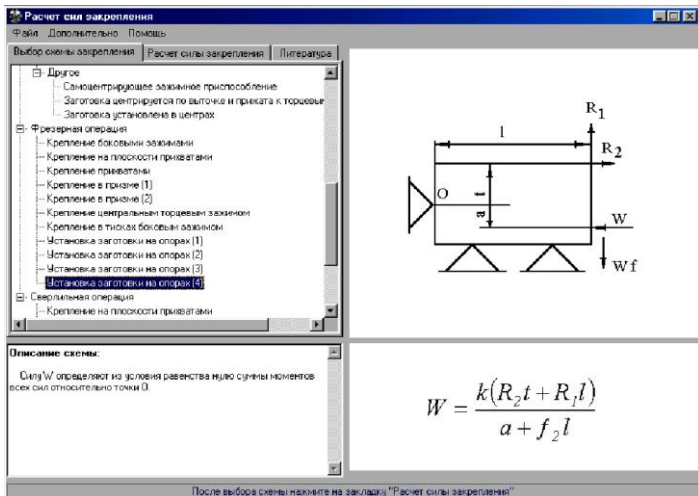 Расчет сил закрепления
Файл Дополнительно Помощь
Выбор схемы закрепления Расчет силы закрепления Литература
Другое
Самоцентрирующее зажимное приспособление
Заготовка центрируется по выточке и прижата к торцевым
Заготовка установлена в центрах
Фрезерная операция
Крепление боковыми зажимами
Крепление на плоскости прихватами
Крепление прихватами
Крепление в призме (1)
Крепление в призме (2)
Крепление центральным торцевым зажимом
Крепление в тисках боковым зажимом
Установка заготовки на опорах (1)
Установка заготовки на опорах (2)
Установка заготовки на опорах (3)
Установка заготовки на опорах (4)
Сверлильная операция
Крепление на плоскости прихватами
R1
l
R2
t
O
a
W
Wf
Описание схемы:
Силу W определяют из условия равенства нулю суммы моментов
всех сил относительно точки O.
W = k(R2t + R1l) / a + f2l
После выбора схемы нажмите на закладку "Расчет силы закрепления"